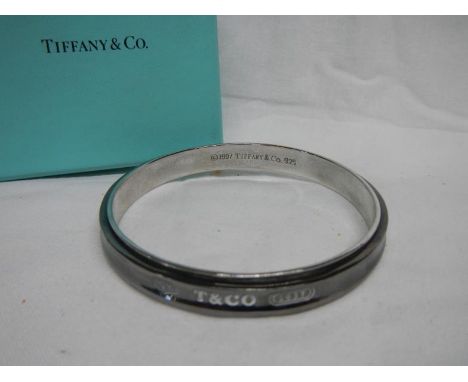 TIFFANY & CO.
©1997 TIFFANY & CO. 925
T&CO